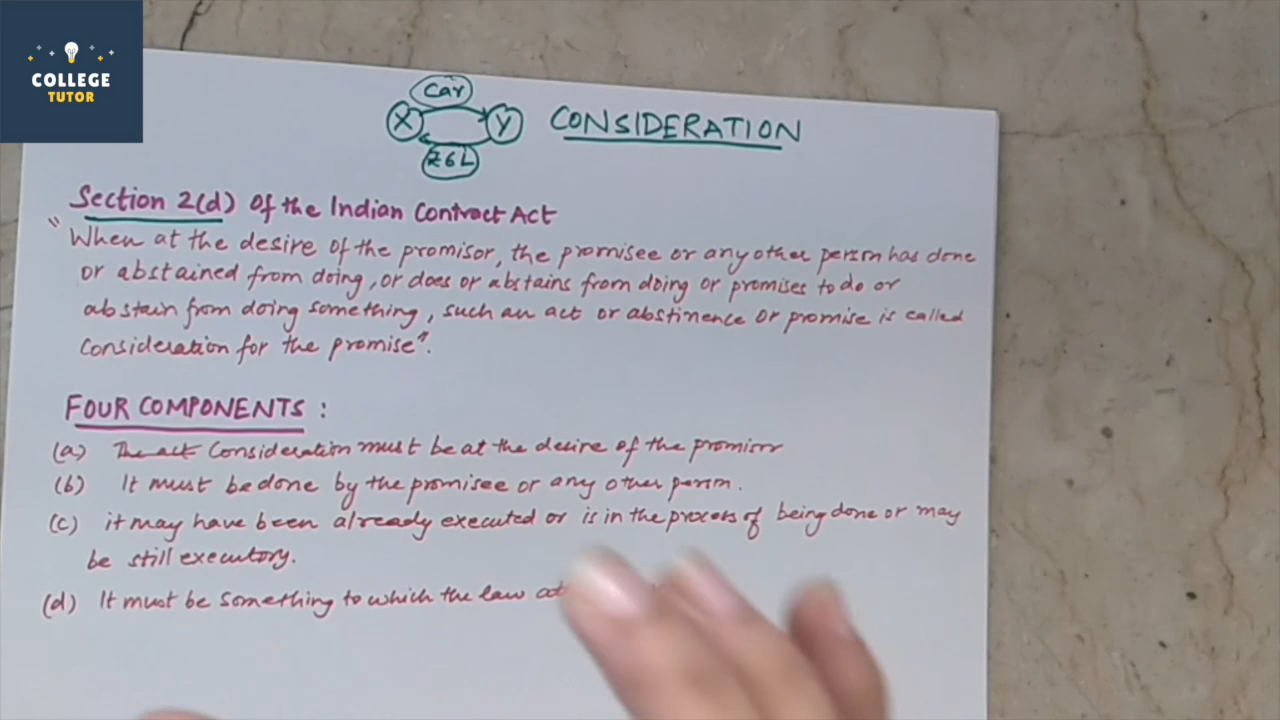 COLLEGE
TUTOR
Car
X Y CONSIDERATION
₹6L
Section 2(d) Of the Indian Contract Act
"When at the desire of the promisor, the promisee or any other person has done
or abstained from doing, or does or abstains from doing or promises to do or
abstain from doing something, such an act or abstinence or promise is called
Consideration for the promise".
FOUR COMPONENTS :
(a) The act Consideration must be at the desire of the promisor
(b) It must be done by the promisee or any other person.
(c) it may have been already executed or is in the process of being done or may
be still executory.
(d) It must be something to which the law